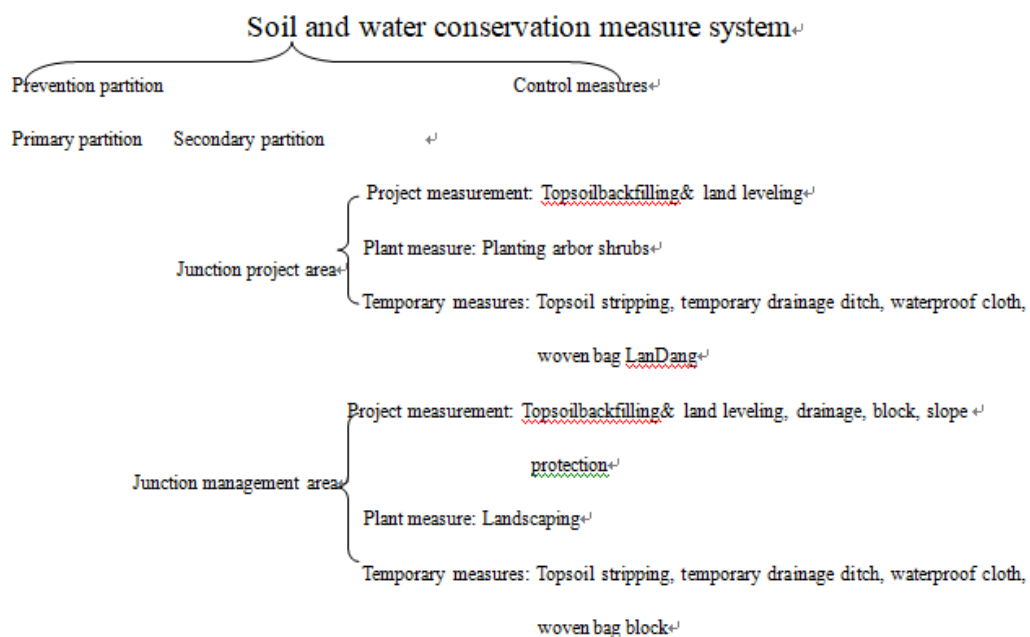 Soil and water conservation measure system
Prevention partition Control measures
Primary partition Secondary partition
Project measurement: Topsoilbackfilling& land leveling
Plant measure: Planting arbor shrubs
Junction project area
Temporary measures: Topsoil stripping, temporary drainage ditch, waterproof cloth,
woven bag LanDang
Project measurement: Topsoilbackfilling& land leveling, drainage, block, slope
protection
Junction management area
Plant measure: Landscaping
Temporary measures: Topsoil stripping, temporary drainage ditch, waterproof cloth,
woven bag block